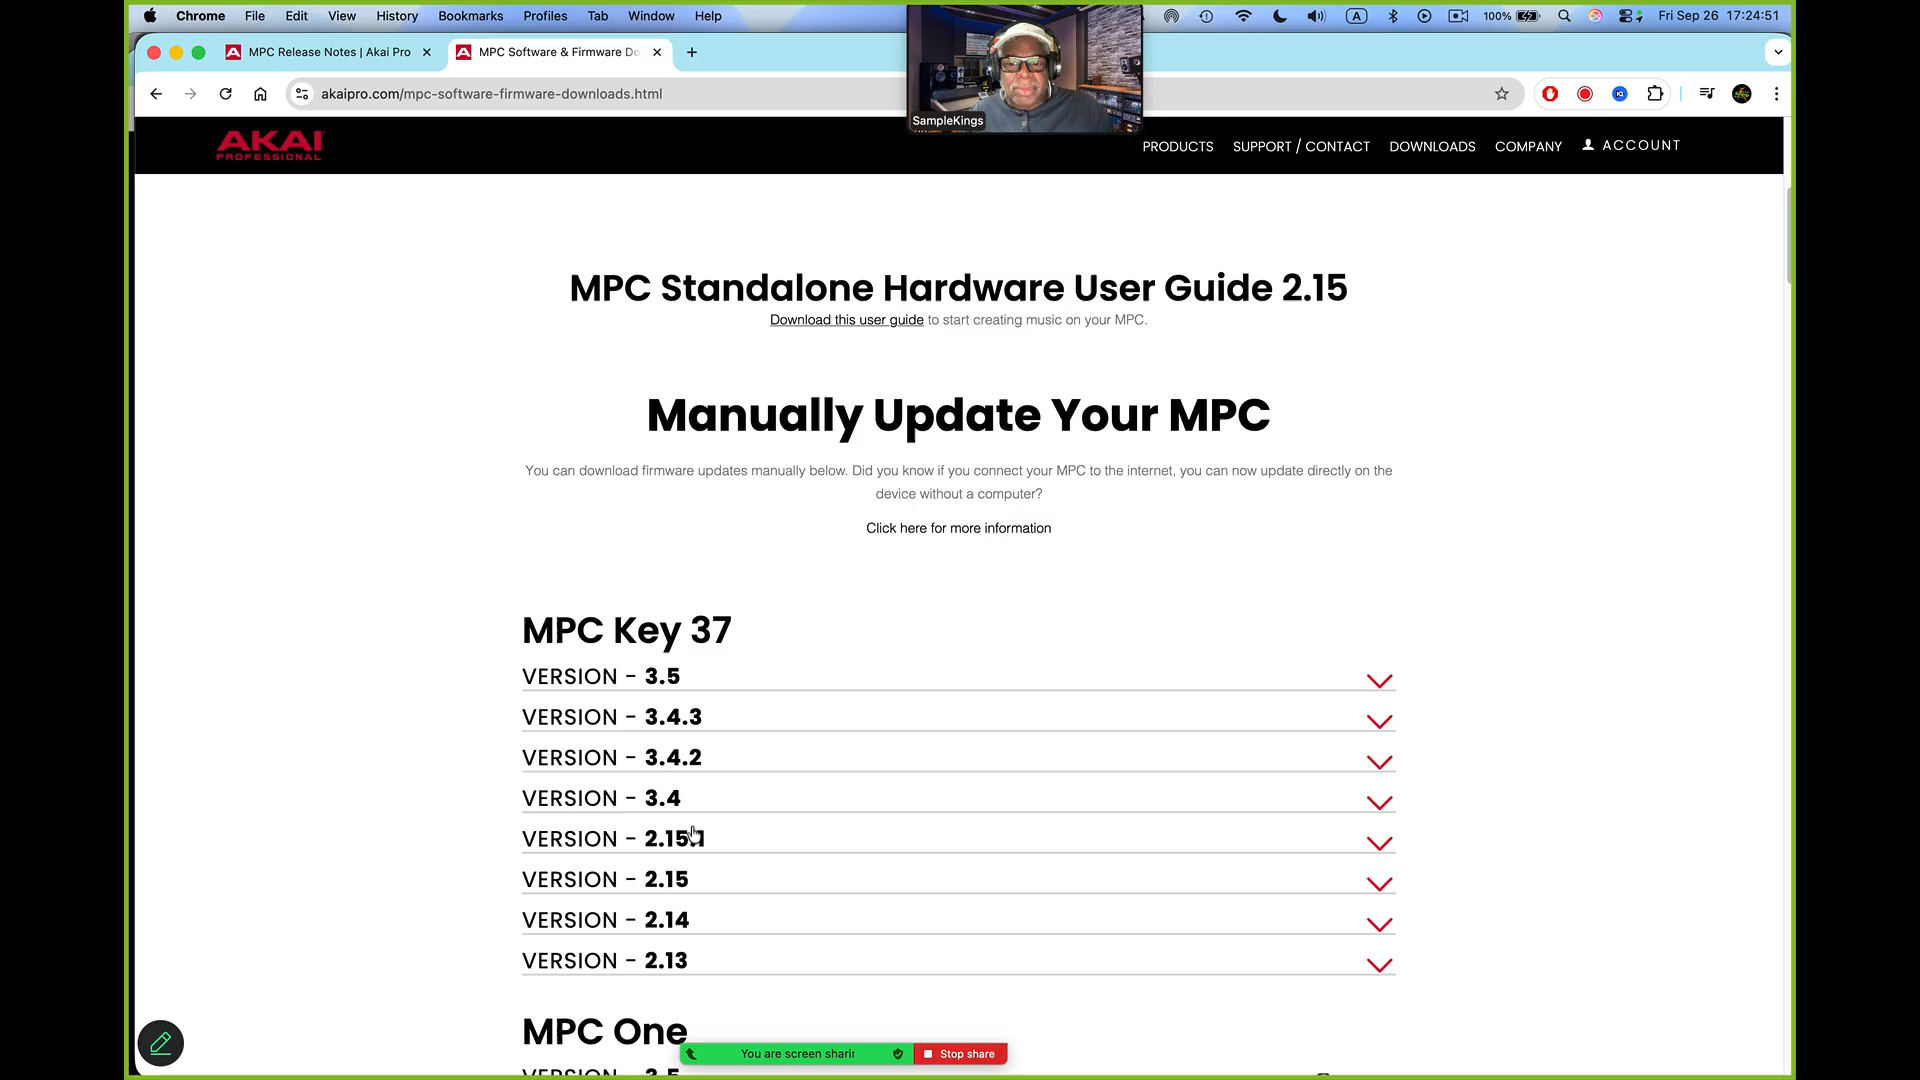 Chrome File Edit View History Bookmarks Profiles Tab Window Help
A 100% Fri Sep 26 17:24:51
MPC Release Notes | Akai Pro
MPC Software & Firmware Do
akaipro.com/mpc-software-firmware-downloads.html
SampleKings
AKAI
PROFESSIONAL
PRODUCTS SUPPORT / CONTACT DOWNLOADS COMPANY ACCOUNT
MPC Standalone Hardware User Guide 2.15
Download this user guide to start creating music on your MPC.
Manually Update Your MPC
You can download firmware updates manually below. Did you know if you connect your MPC to the internet, you can now update directly on the
device without a computer?
Click here for more information
MPC Key 37
VERSION - 3.5
VERSION - 3.4.3
VERSION - 3.4.2
VERSION - 3.4
VERSION - 2.15.1
VERSION - 2.15
VERSION - 2.14
VERSION - 2.13
MPC One
VERSION - 3.5
You are screen sharin
Stop share